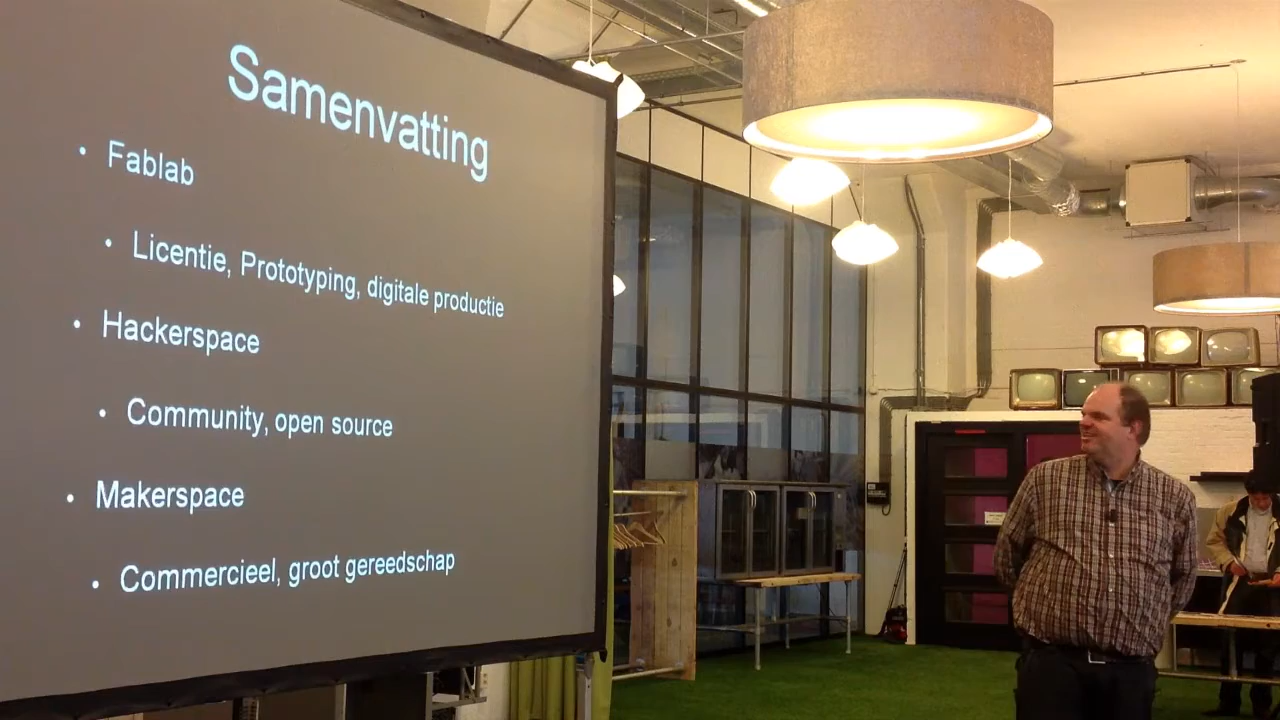 Samenvatting
• Fablab
• Licentie, Prototyping, digitale productie
• Hackerspace
• Community, open source
• Makerspace
• Commercieel, groot gereedschap